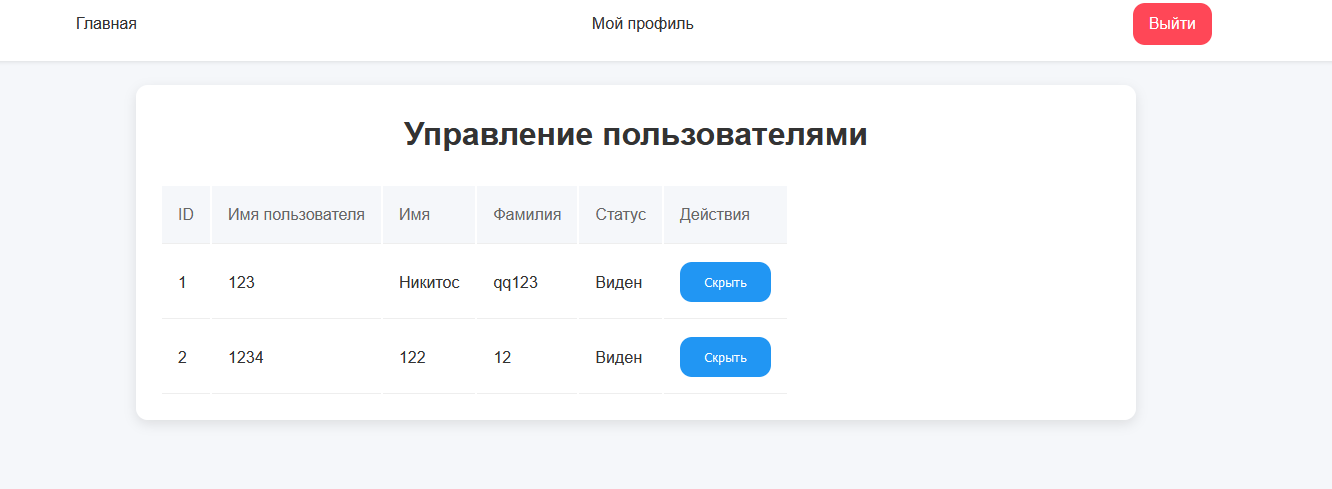 Главная Мой профиль Выйти
Управление пользователями
ID Имя пользователя Имя Фамилия Статус Действия
1 123 Никитос qq123 Виден Скрыть
2 1234 122 12 Виден Скрыть